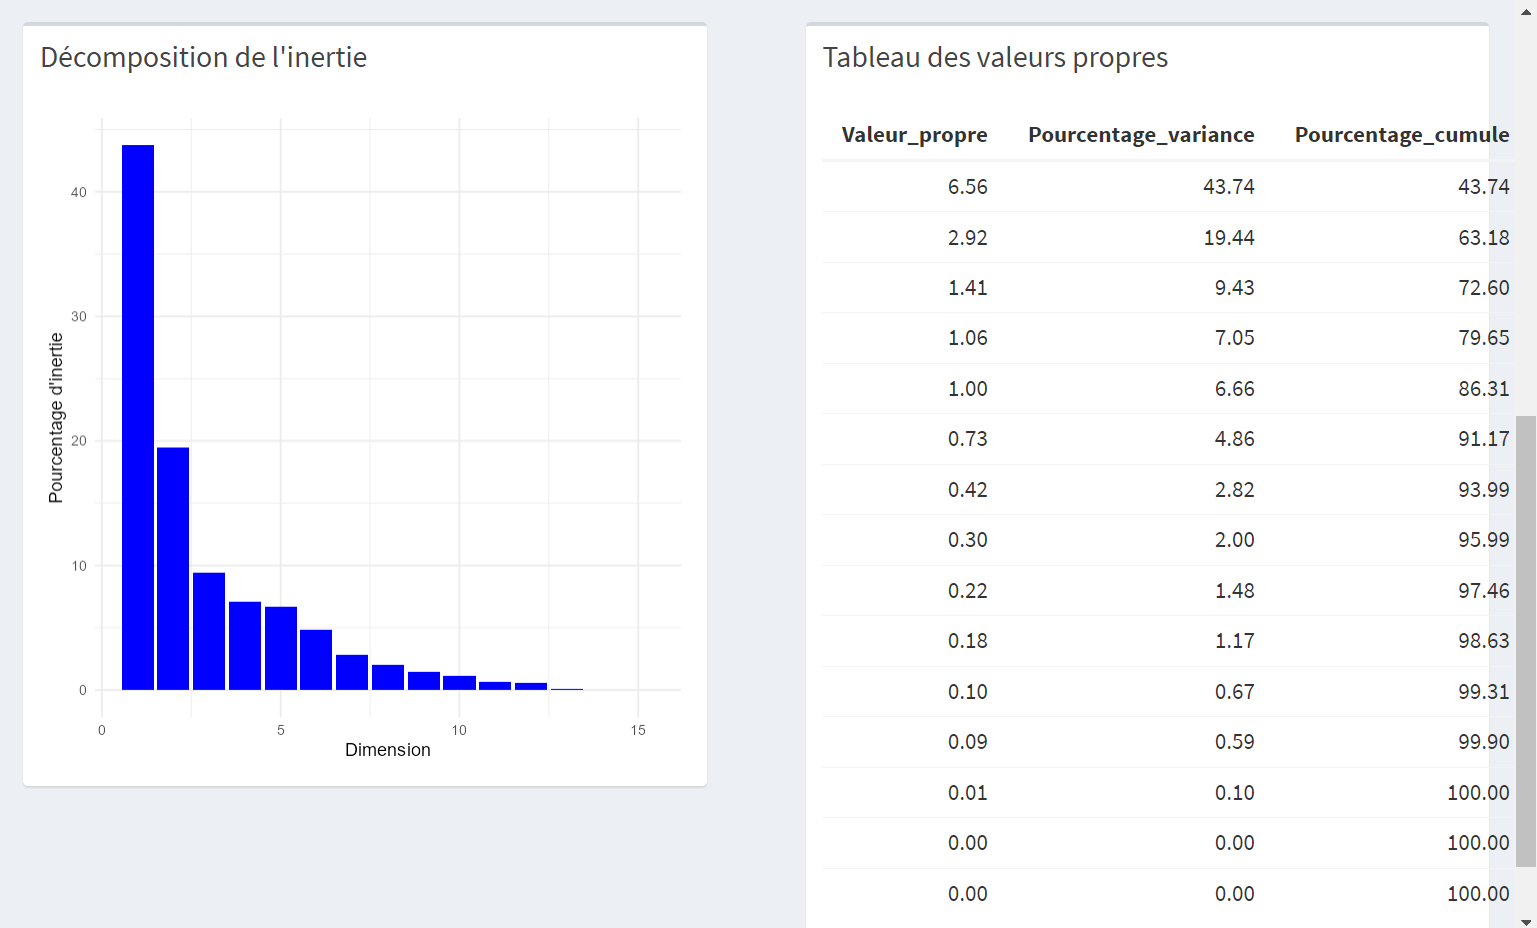 Décomposition de l'inertie
40
30
20
10
0
Pourcentage d'inertie
0 5 10 15
Dimension
Tableau des valeurs propres
Valeur_propre Pourcentage_variance Pourcentage_cumule
6.56 43.74 43.74
2.92 19.44 63.18
1.41 9.43 72.60
1.06 7.05 79.65
1.00 6.66 86.31
0.73 4.86 91.17
0.42 2.82 93.99
0.30 2.00 95.99
0.22 1.48 97.46
0.18 1.17 98.63
0.10 0.67 99.31
0.09 0.59 99.90
0.01 0.10 100.00
0.00 0.00 100.00
0.00 0.00 100.00